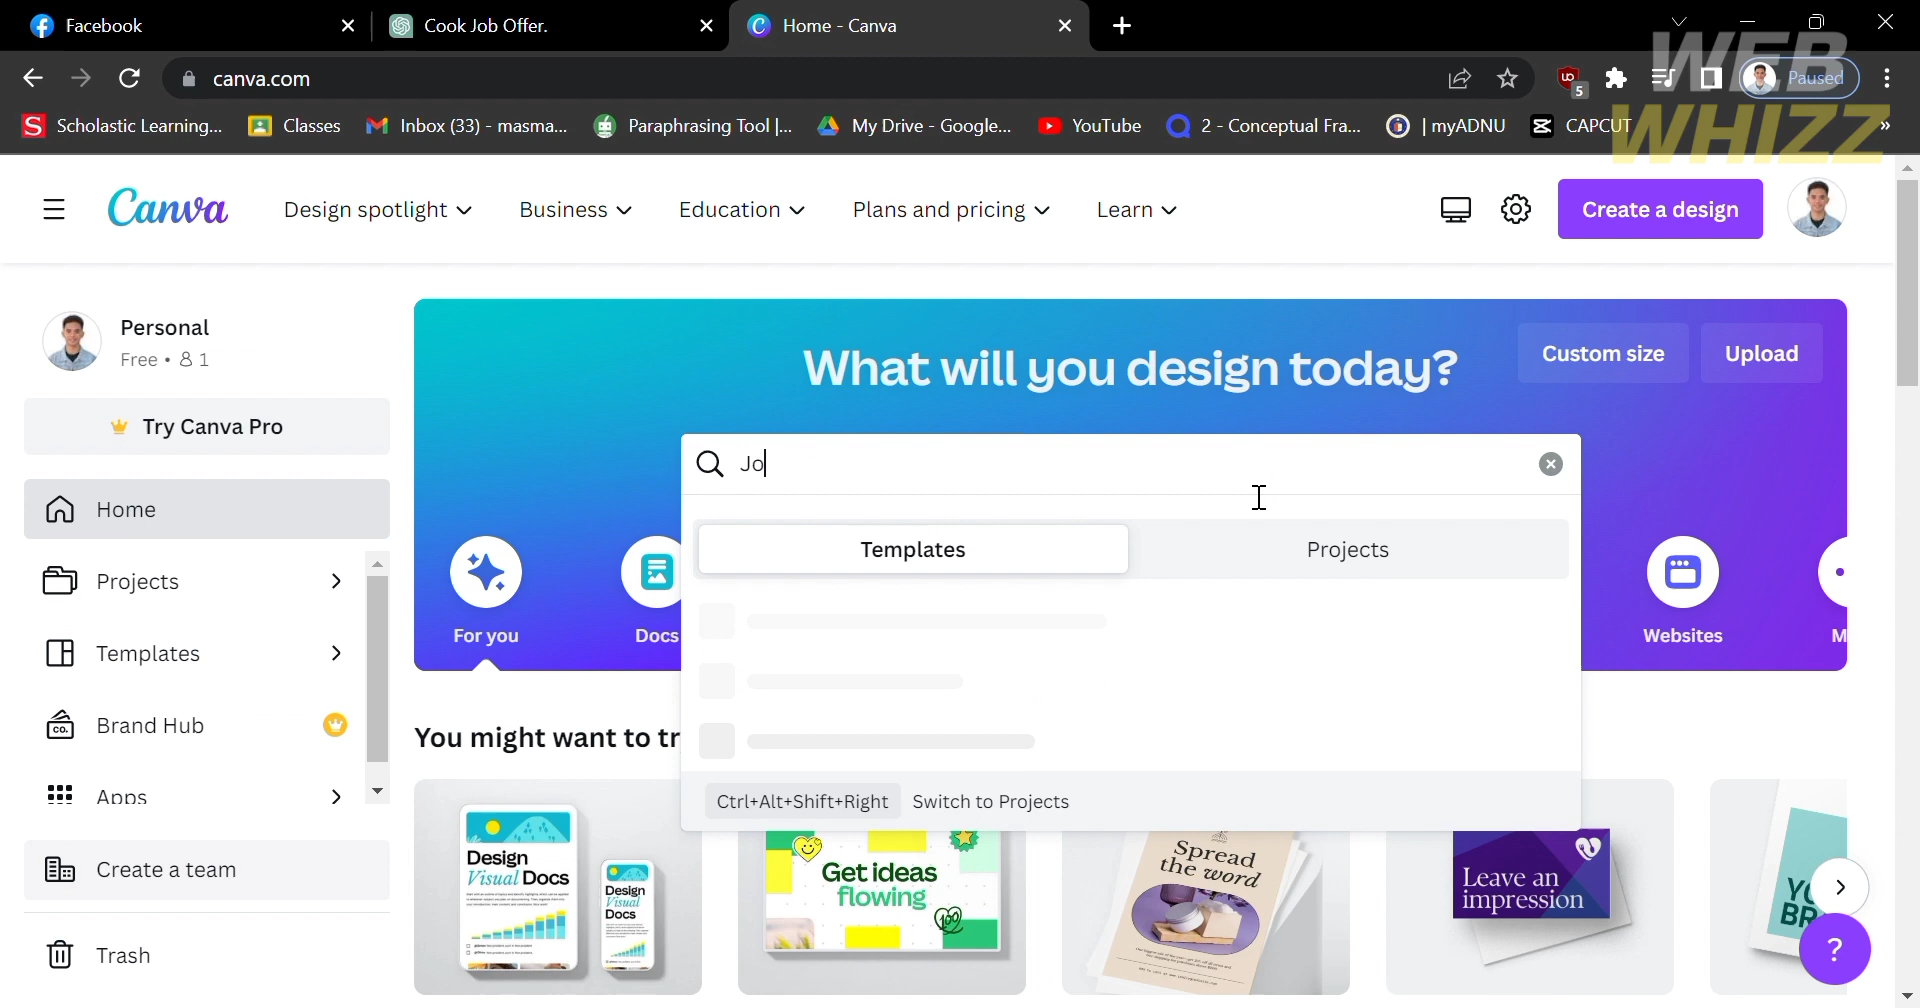 Facebook
Cook Job Offer.
Home - Canva
canva.com
5
Paused
WEB
WHIZZ
Scholastic Learning...
Classes
Inbox (33) - masma...
Paraphrasing Tool |...
My Drive - Google...
YouTube
2 - Conceptual Fra...
| myADNU
CAPCUT
»
Canva
Design spotlight
Business
Education
Plans and pricing
Learn
Create a design
Personal
Free • 1
Try Canva Pro
Home
Projects
Templates
Brand Hub
Apps
Create a team
Trash
What will you design today?
Custom size
Upload
Jo
Templates
Projects
For you
Docs
Websites
M
Ctrl+Alt+Shift+Right Switch to Projects
You might want to tr
Design
Visual Docs
Design
Visual
Docs
Get ideas
flowing
100
Spread
the word
Leave an
impression
YO
BR
?